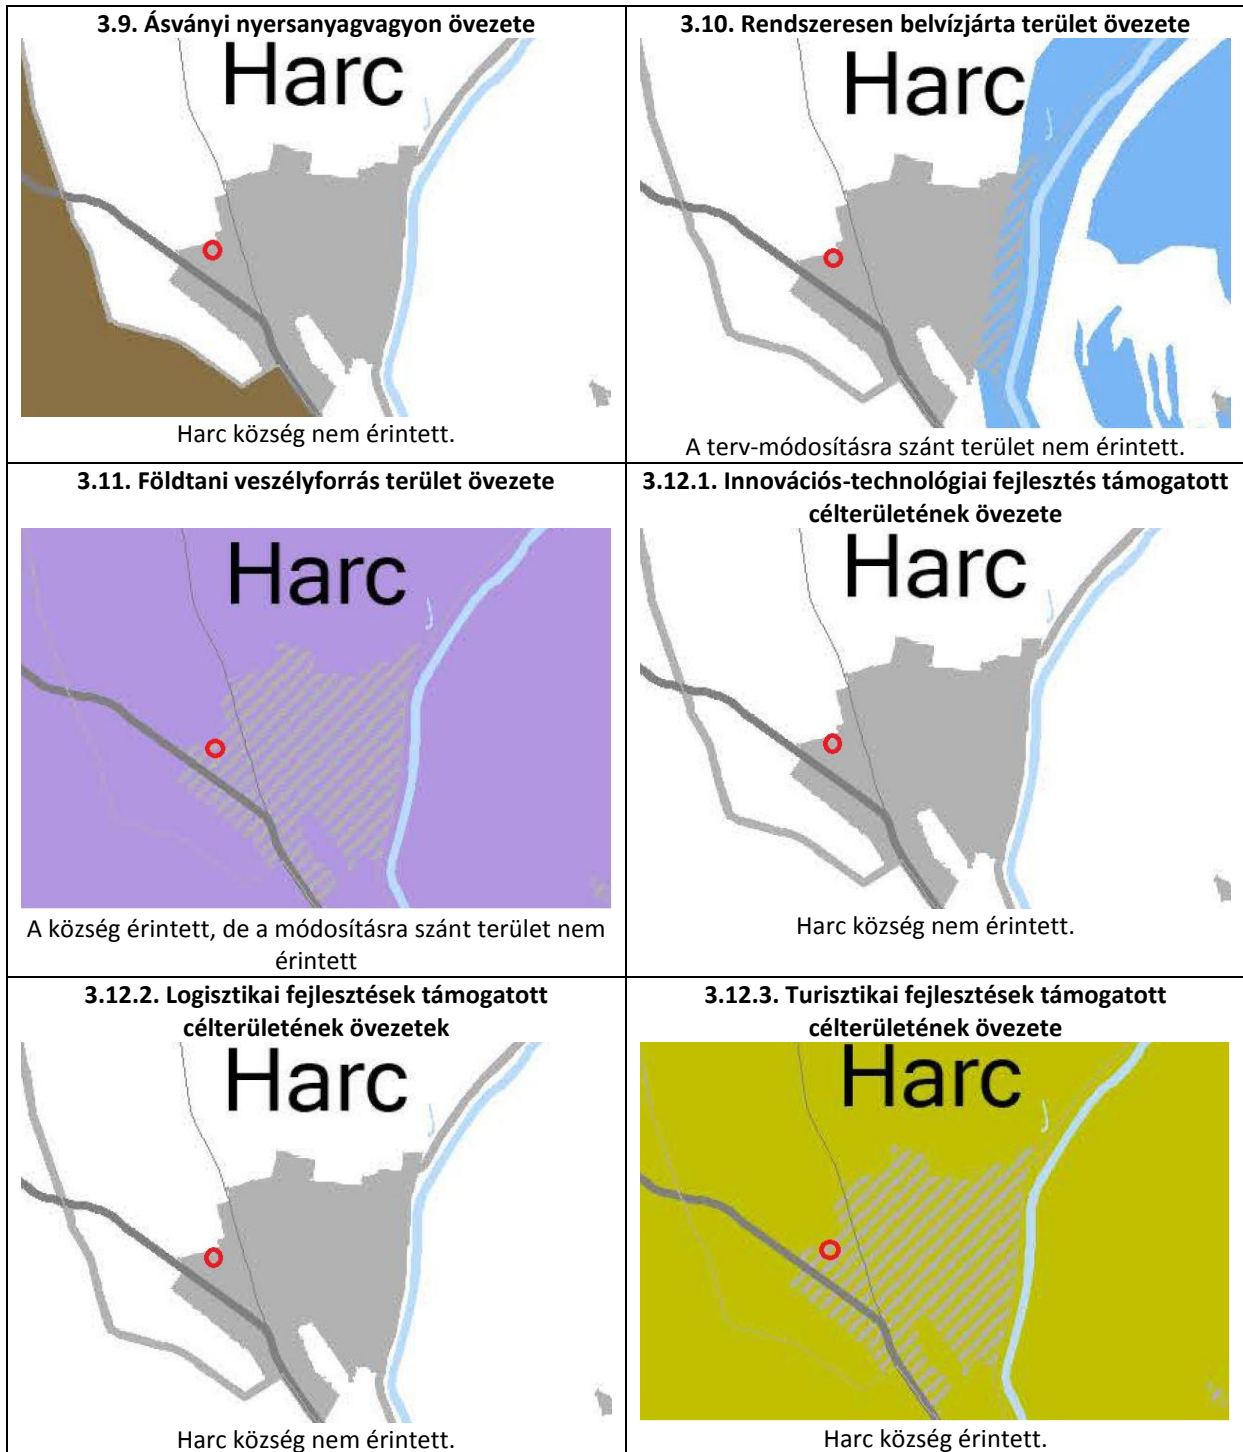 3.9. Ásványi nyersanyagvagyon övezete
Harc
Harc község nem érintett.
3.10. Rendszeresen belvízjárta terület övezete
Harc
A terv-módosításra szánt terület nem érintett.
3.11. Földtani veszélyforrás terület övezete
Harc
A község érintett, de a módosításra szánt terület nem
érintett
3.12.1. Innovációs-technológiai fejlesztés támogatott
célterületének övezete
Harc
Harc község nem érintett.
3.12.2. Logisztikai fejlesztések támogatott
célterületének övezetek
Harc
Harc község nem érintett.
3.12.3. Turisztikai fejlesztések támogatott
célterületének övezete
Harc
Harc község érintett.